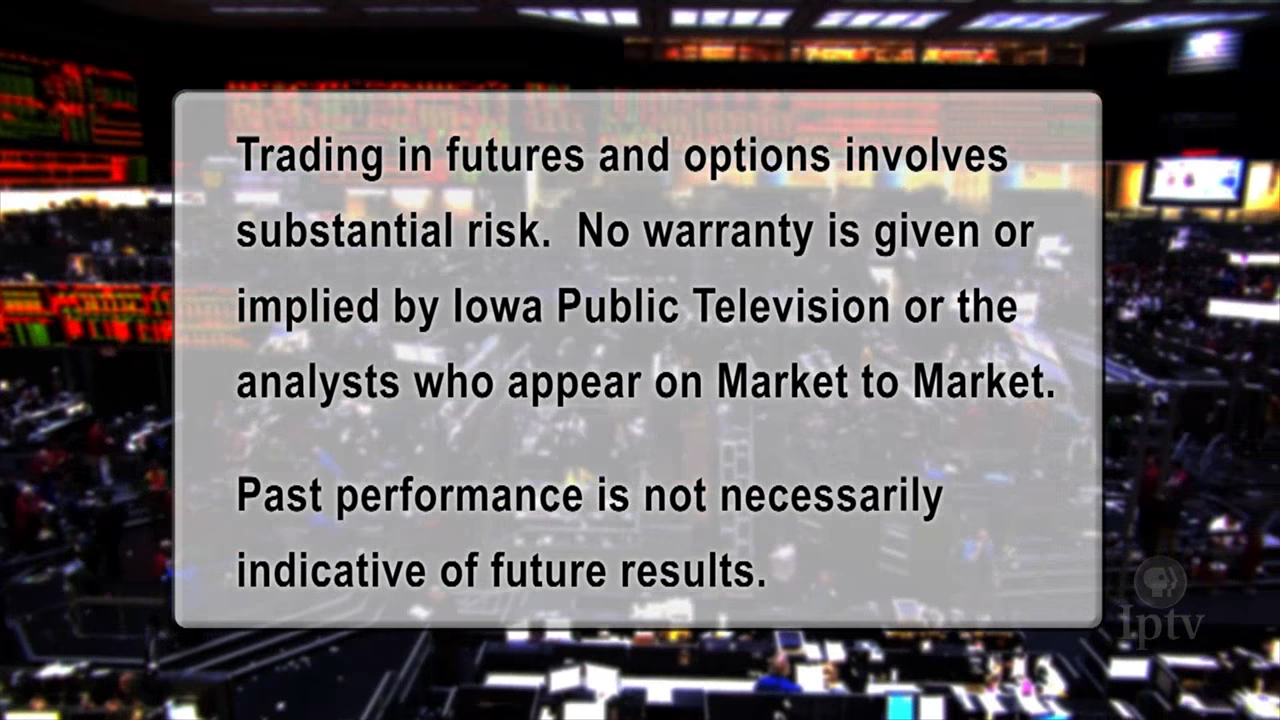 Trading in futures and options involves
substantial risk.  No warranty is given or
implied by Iowa Public Television or the
analysts who appear on Market to Market.
Past performance is not necessarily
indicative of future results.
Iptv